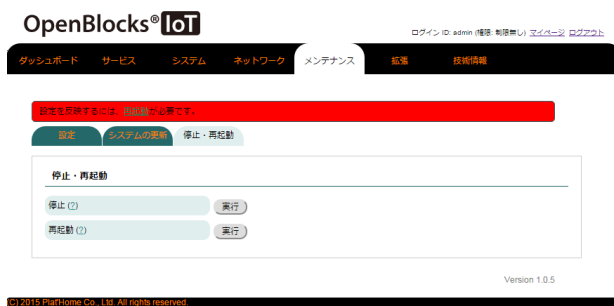 OpenBlocks® IoT
ログイン ID: admin (権限: 制限無し) マイページ ログアウト
ダッシュボード サービス システム ネットワーク メンテナンス 拡張 技術情報
設定を反映するには、再起動が必要です。
設定 システムの更新 停止・再起動
停止・再起動
停止 (?) 実行
再起動 (?) 実行
Version 1.0.5
(C) 2015 Plat'Home Co., Ltd. All rights reserved.